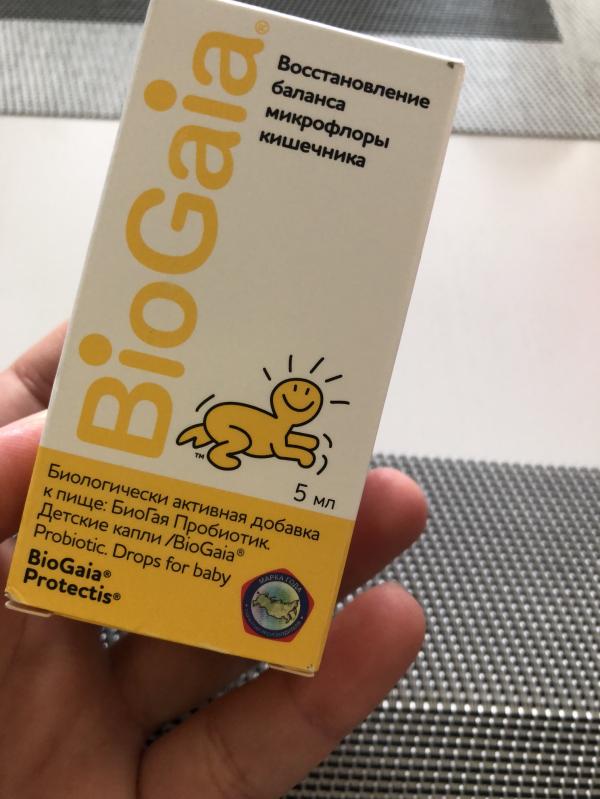 BioGaia®
Восстановление
баланса
микрофлоры
кишечника
™
5 мл
Биологически активная добавка
к пище: БиоГая Пробиотик.
Детские капли /BioGaia®
Probiotic. Drops for baby
BioGaia®
Protectis®
МАРКА ГОДА